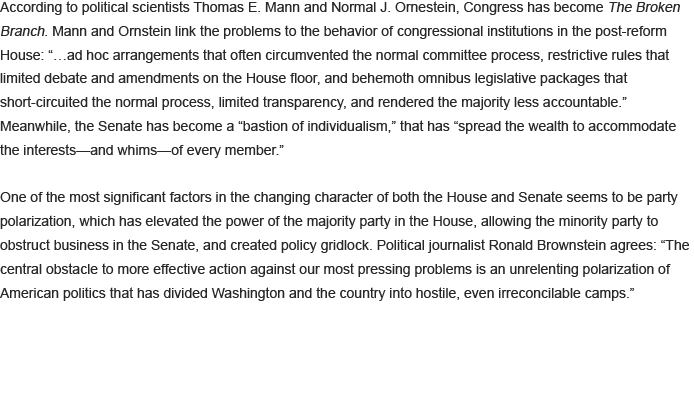 According to political scientists Thomas E. Mann and Normal J. Ornestein, Congress has become The Broken
Branch. Mann and Ornstein link the problems to the behavior of congressional institutions in the post-reform
House: “…ad hoc arrangements that often circumvented the normal committee process, restrictive rules that
limited debate and amendments on the House floor, and behemoth omnibus legislative packages that
short-circuited the normal process, limited transparency, and rendered the majority less accountable.”
Meanwhile, the Senate has become a “bastion of individualism,” that has “spread the wealth to accommodate
the interests—and whims—of every member.”
One of the most significant factors in the changing character of both the House and Senate seems to be party
polarization, which has elevated the power of the majority party in the House, allowing the minority party to
obstruct business in the Senate, and created policy gridlock. Political journalist Ronald Brownstein agrees: “The
central obstacle to more effective action against our most pressing problems is an unrelenting polarization of
American politics that has divided Washington and the country into hostile, even irreconcilable camps.”